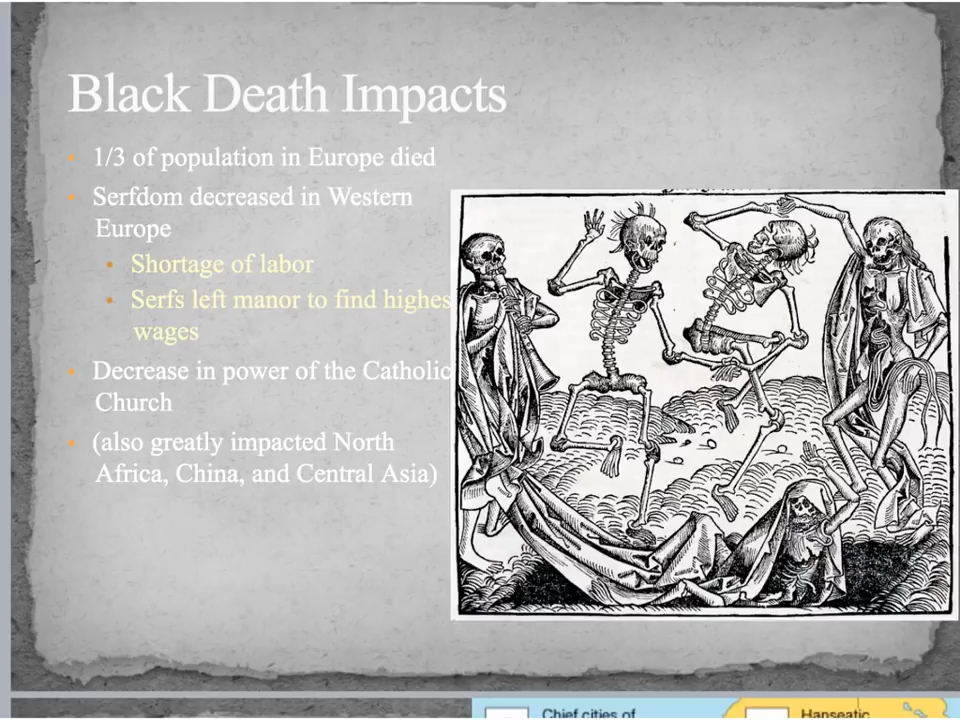 Black Death Impacts
• 1/3 of population in Europe died
• Serfdom decreased in Western
Europe
• Shortage of labor
• Serfs left manor to find highes
wages
• Decrease in power of the Catholic
Church
• (also greatly impacted North
Africa, China, and Central Asia)
Chief cities of
Hanseatic